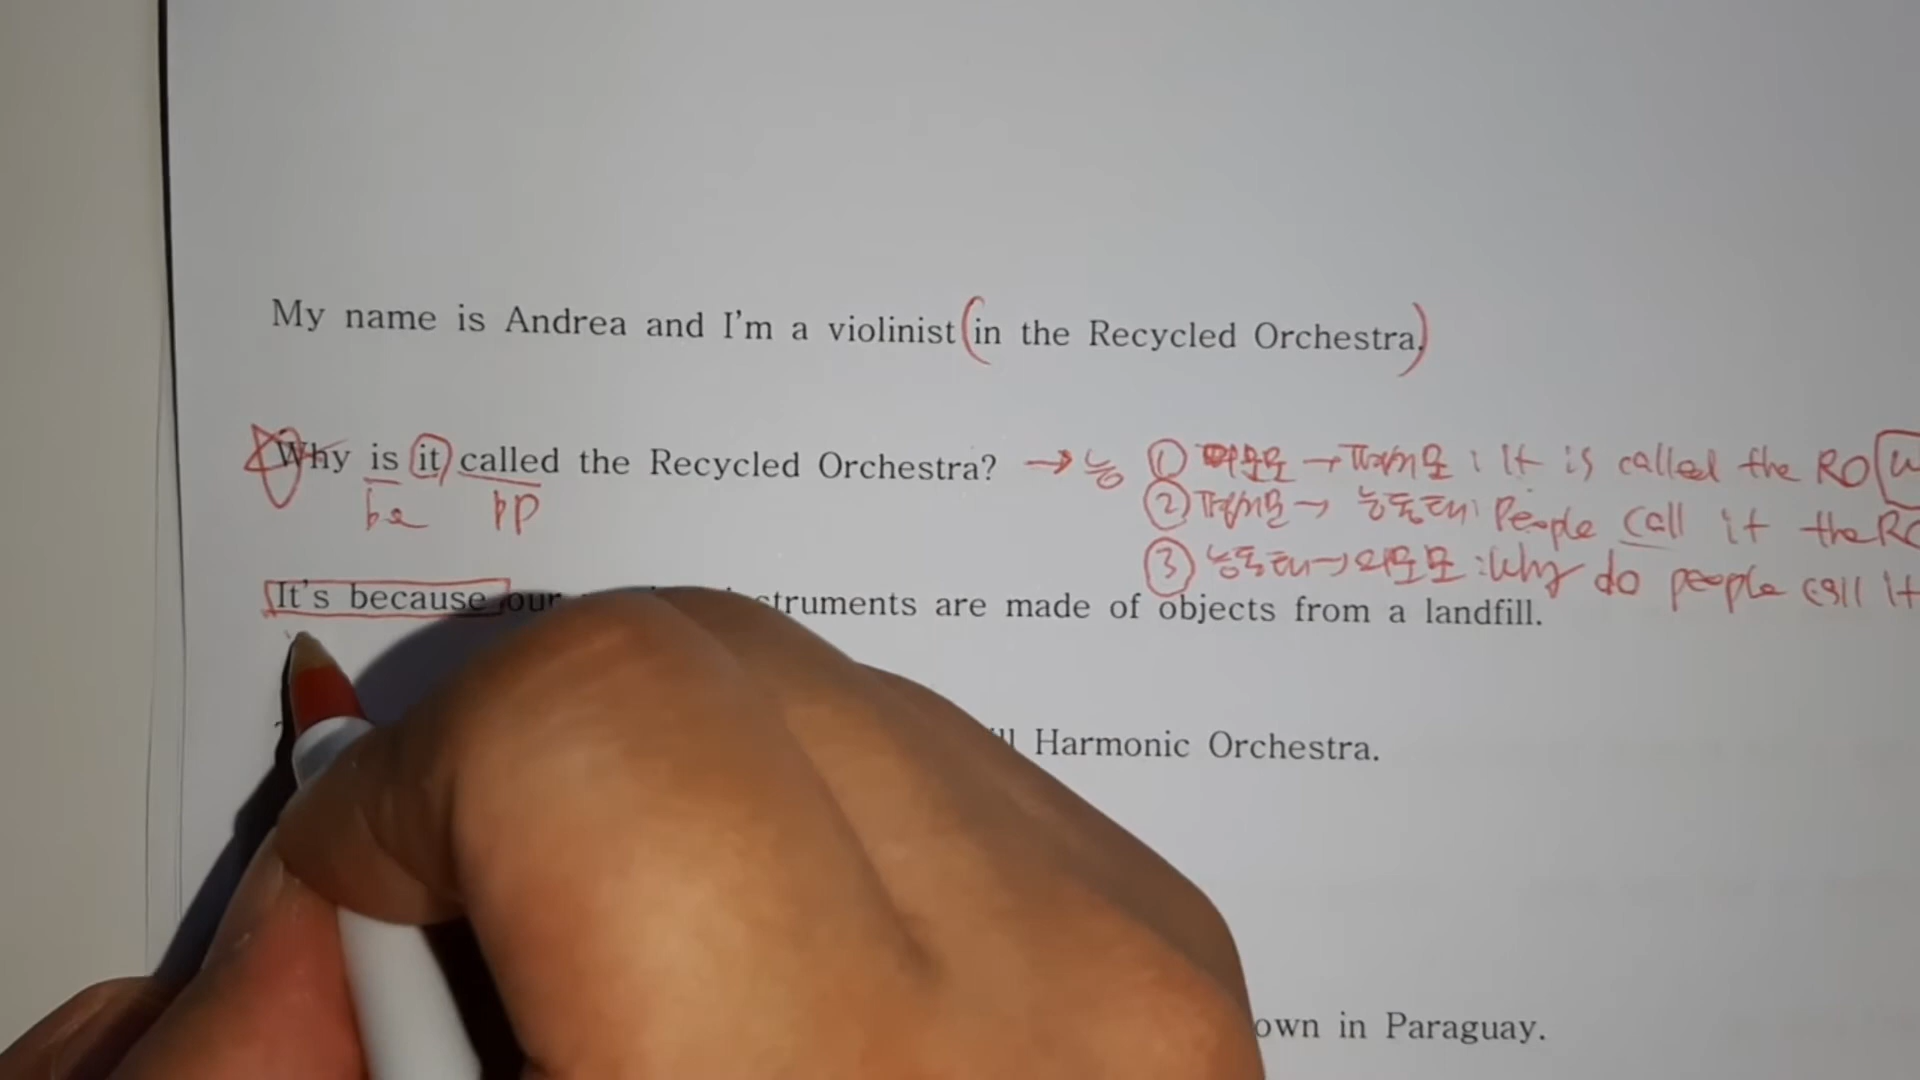 My name is Andrea and I'm a violinist (in the Recycled Orchestra.)
Why is it called the Recycled Orchestra? → 능 ① 의문문 → 평서문 : It is called the RO
be pp ② 평서문 → 능동태: People call it the RO
③ 능동태 → 의문문 : Why do people call it
It's because our are made of objects from a landfill.
Harmonic Orchestra.
in Paraguay.